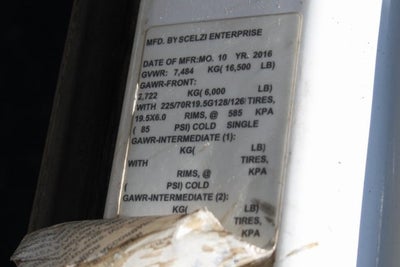 MFD. BY SCELZI ENTERPRISE
DATE OF MFR:MO. 10 YR. 2016
GVWR: 7,484 KG( 16,500 LB)
GAWR-FRONT:
2,722 KG( 6,000 LB)
WITH 225/70R19.5G128/126 TIRES,
19.5X6.0 RIMS, @ 585 KPA
( 85 PSI) COLD SINGLE
GAWR-INTERMEDIATE (1):
KG( LB)
WITH TIRES,
RIMS, @ KPA
( PSI) COLD
GAWR-INTERMEDIATE (2):
KG( LB)
TIRES,
KPA